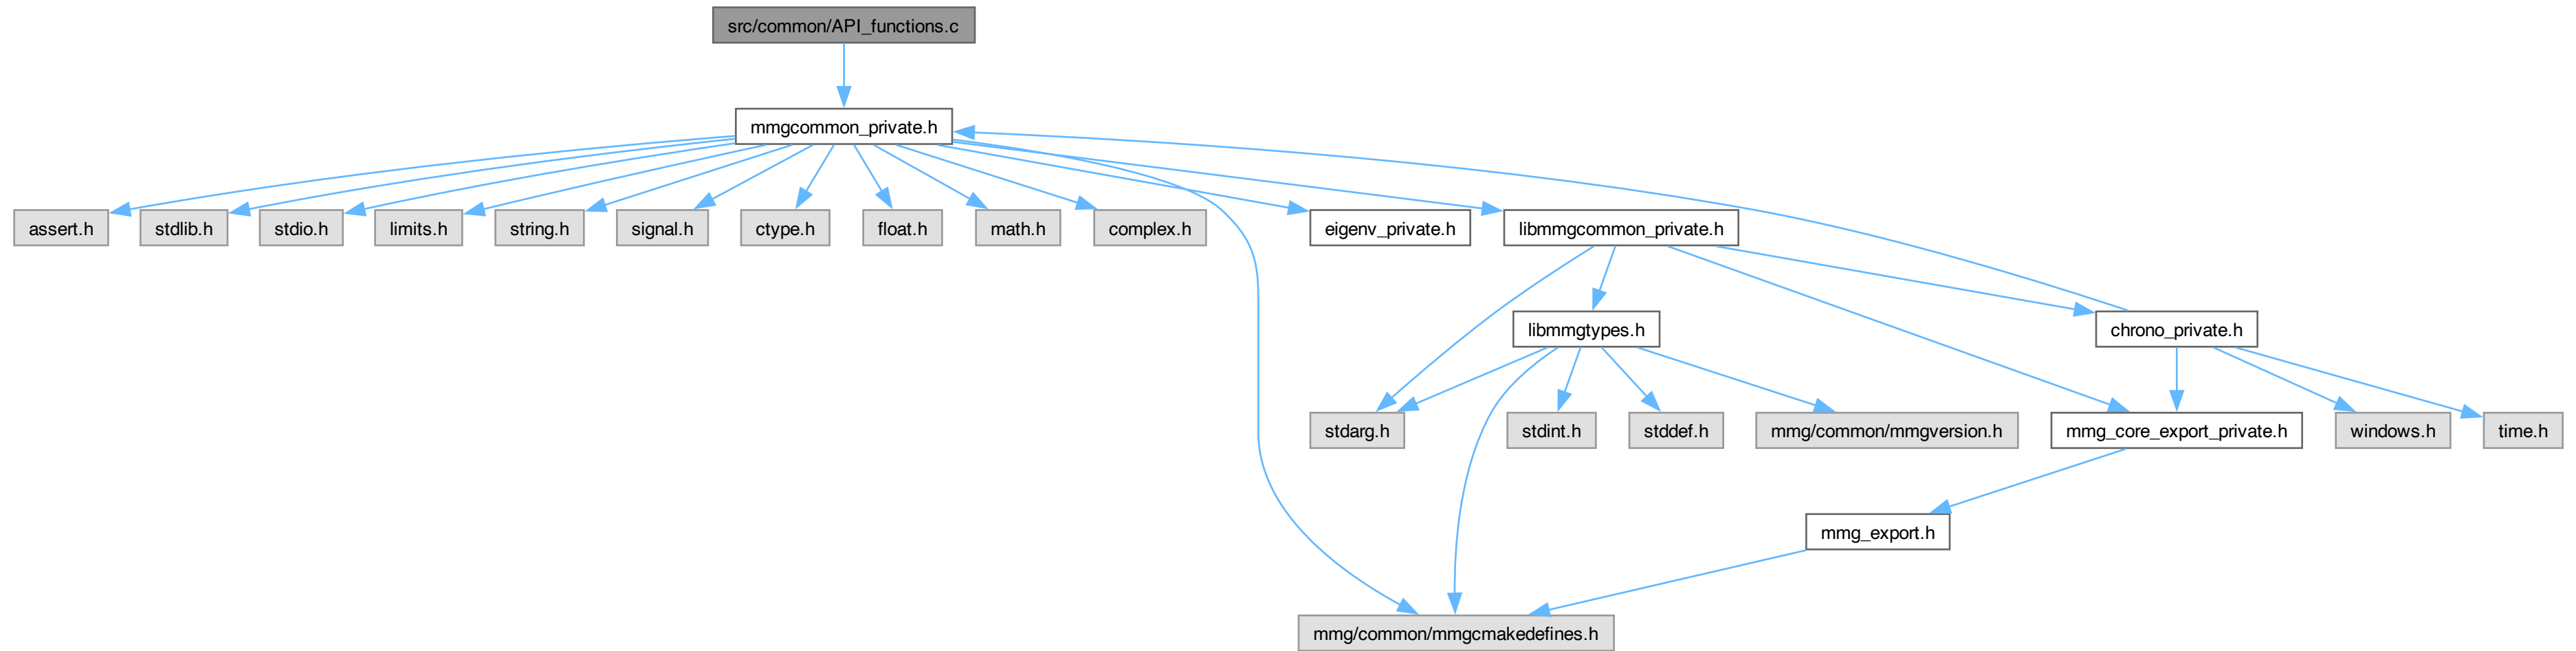 src/common/API_functions.c
mmgcommon_private.h
assert.h
stdlib.h
stdio.h
limits.h
string.h
signal.h
ctype.h
float.h
math.h
complex.h
eigenv_private.h
libmmgcommon_private.h
libmmgtypes.h
chrono_private.h
stdarg.h
stdint.h
stddef.h
mmg/common/mmgversion.h
mmg_core_export_private.h
windows.h
time.h
mmg_export.h
mmg/common/mmgcmakedefines.h